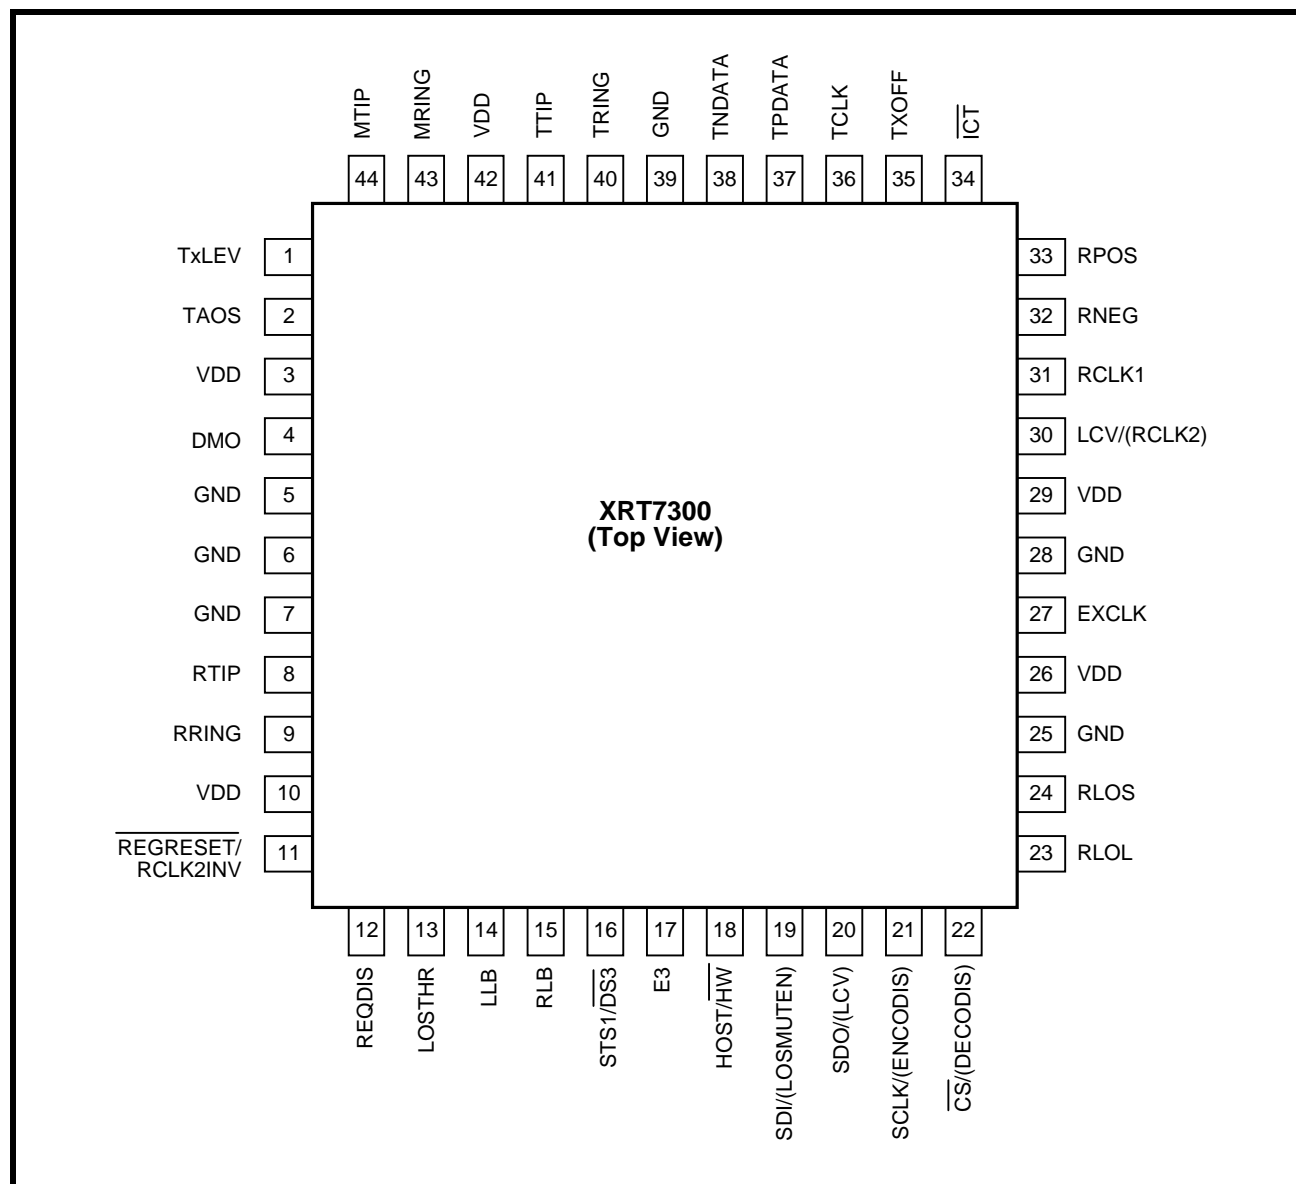 MTIP
MRING
VDD
TTIP
TRING
GND
TNDATA
TPDATA
TCLK
TXOFF
ICT
44
43
42
41
40
39
38
37
36
35
34
TxLEV 1
TAOS 2
VDD 3
DMO 4
GND 5
GND 6
GND 7
RTIP 8
RRING 9
VDD 10
REGRESET/
RCLK2INV
11
XRT7300
(Top View)
33 RPOS
32 RNEG
31 RCLK1
30 LCV/(RCLK2)
29 VDD
28 GND
27 EXCLK
26 VDD
25 GND
24 RLOS
23 RLOL
12
13
14
15
16
17
18
19
20
21
22
REQDIS
LOSTHR
LLB
RLB
STS1/DS3
E3
HOST/HW
SDI/(LOSMUTEN)
SDO/(LCV)
SCLK/(ENCODIS)
CS/(DECODIS)